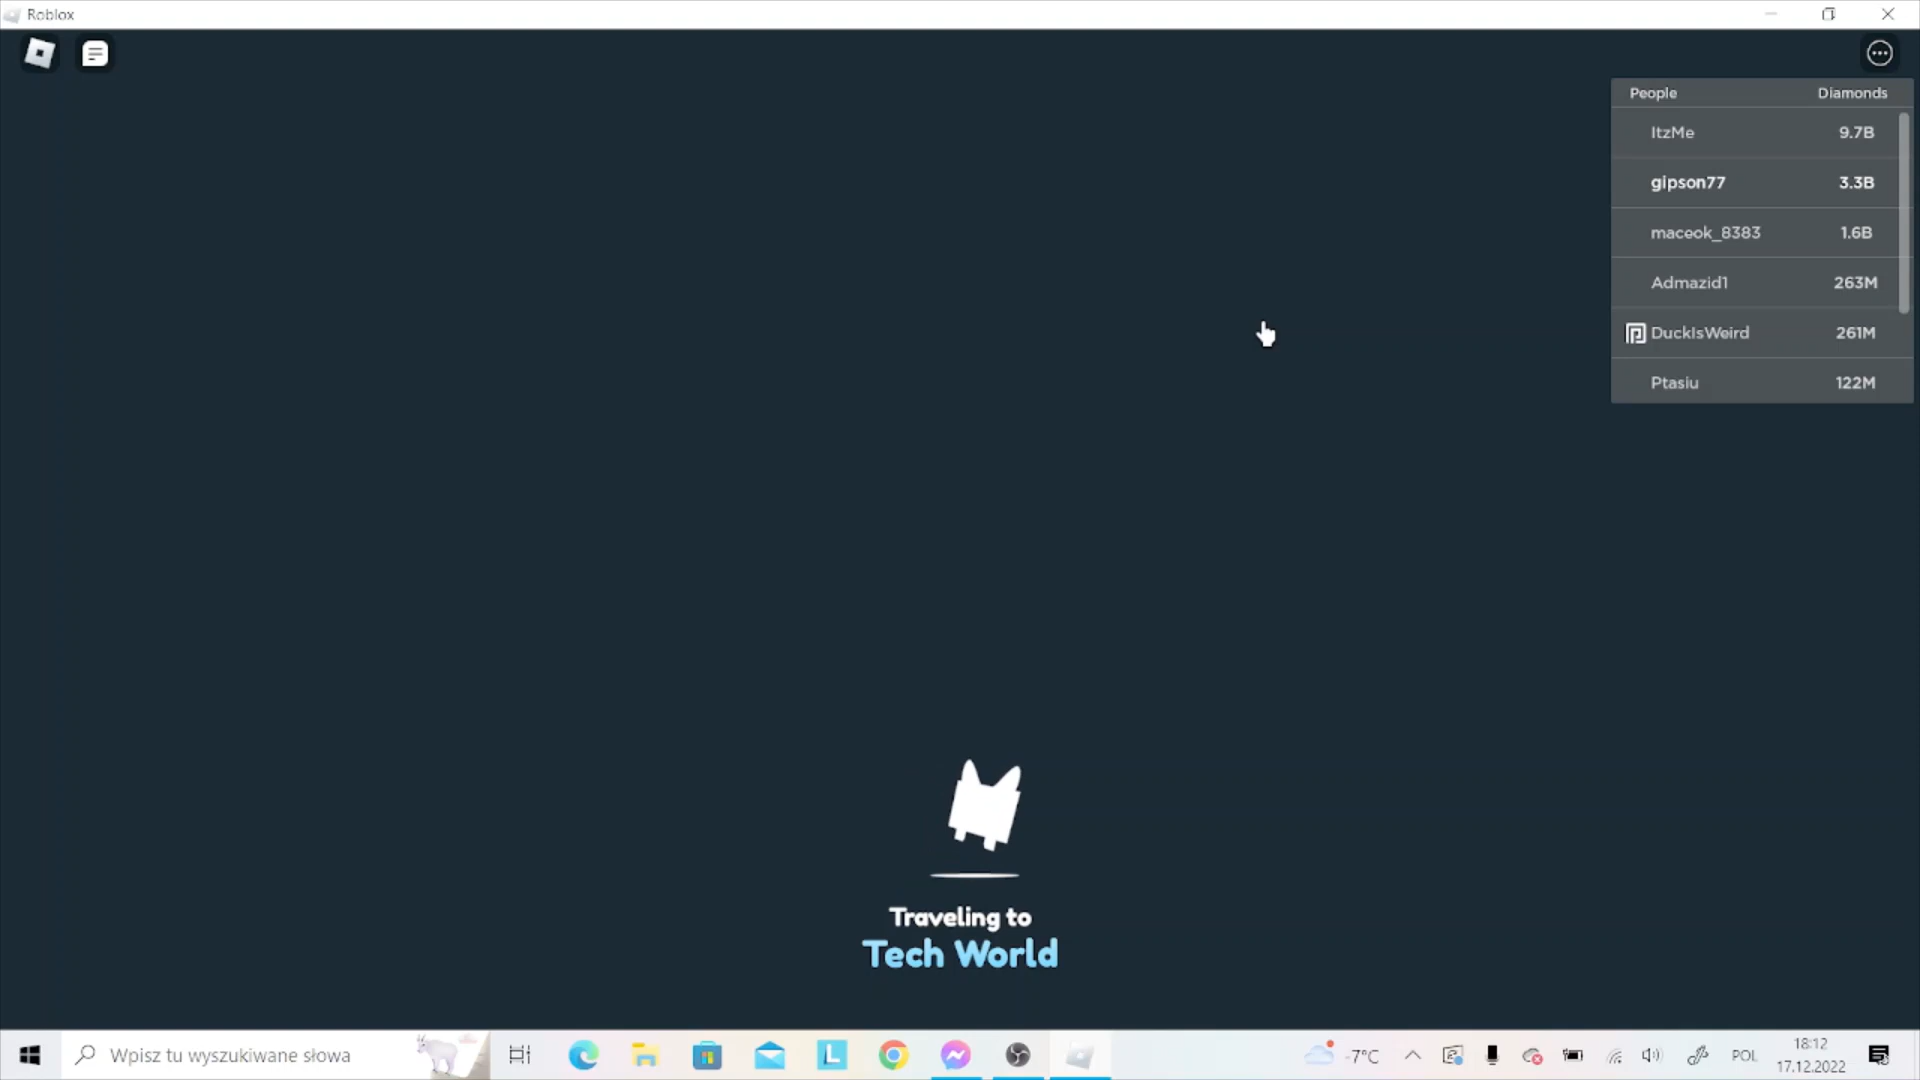 Roblox
People Diamonds
ItzMe 9.7B
gipson77 3.3B
maceok_8383 1.6B
Admazid1 263M
DuckIsWeird 261M
Ptasiu 122M
Traveling to
Tech World
Wpisz tu wyszukiwane słowa
L
-7°C
POL
18:12
17.12.2022